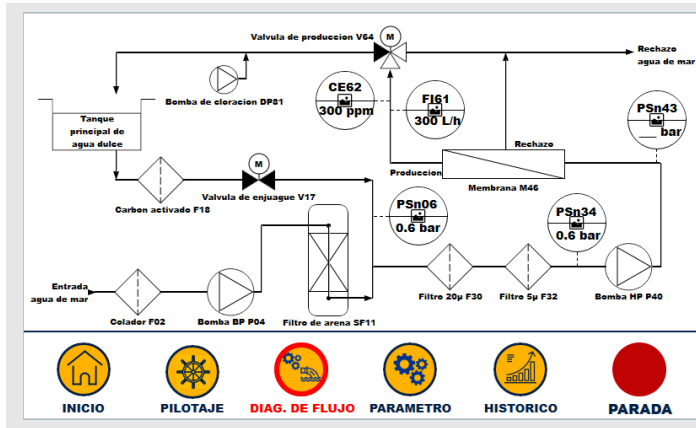 Valvula de produccion V64
M
Rechazo
agua de mar
Bomba de cloracion DP81
CE62
300 ppm
FI61
300 L/h
PSn43
__ bar
Tanque
principal de
agua dulce
Rechazo
Produccion
Membrana M46
M
Valvula de enjuague V17
Carbon activado F18
PSn06
0.6 bar
PSn34
0.6 bar
Entrada
agua de mar
Colador F02
Bomba BP P04
Filtro de arena SF11
Filtro 20µ F30
Filtro 5µ F32
Bomba HP P40
INICIO
PILOTAJE
DIAG. DE FLUJO
PARAMETRO
HISTORICO
PARADA